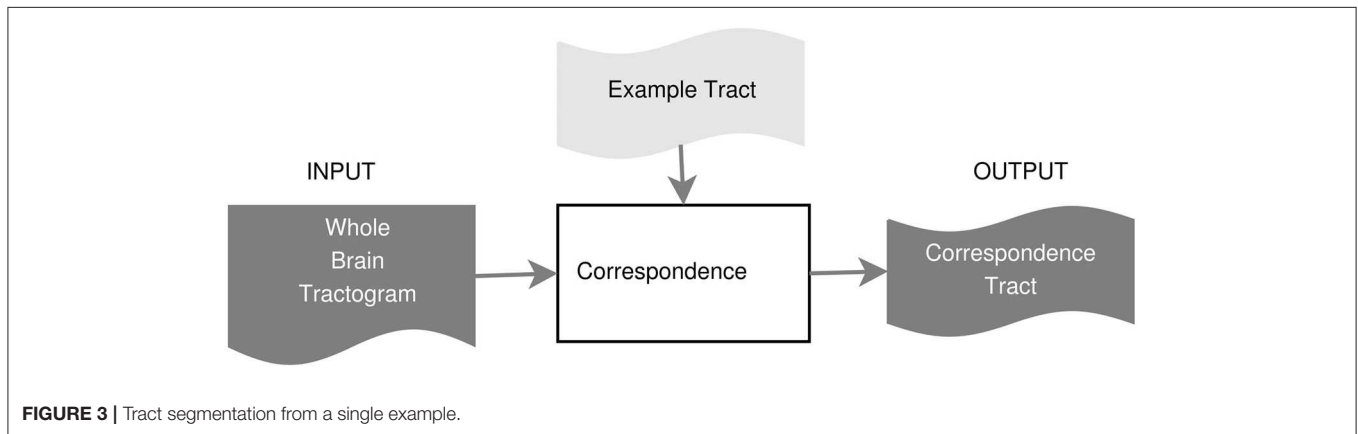 Example Tract
INPUT
OUTPUT
Whole
Brain
Tractogram
Correspondence
Correspondence
Tract
FIGURE 3 | Tract segmentation from a single example.